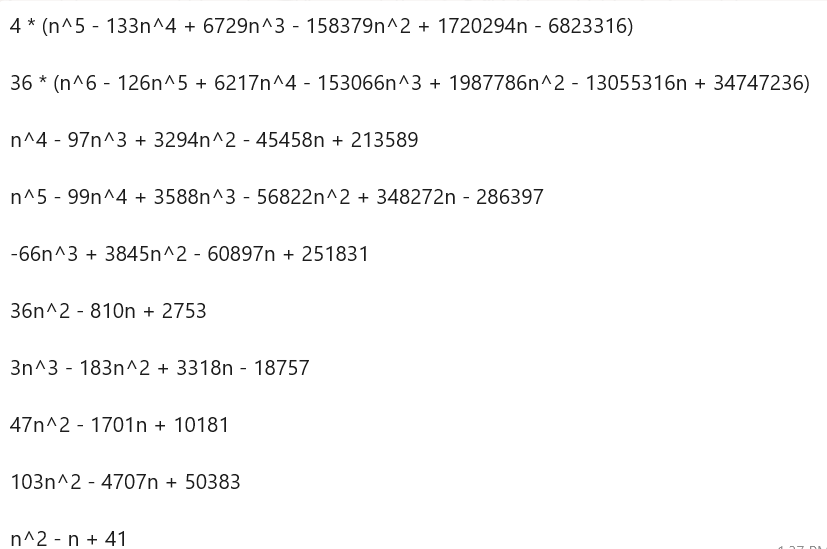 4 * (n^5 - 133n^4 + 6729n^3 - 158379n^2 + 1720294n - 6823316)
36 * (n^6 - 126n^5 + 6217n^4 - 153066n^3 + 1987786n^2 - 13055316n + 34747236)
n^4 - 97n^3 + 3294n^2 - 45458n + 213589
n^5 - 99n^4 + 3588n^3 - 56822n^2 + 348272n - 286397
-66n^3 + 3845n^2 - 60897n + 251831
36n^2 - 810n + 2753
3n^3 - 183n^2 + 3318n - 18757
47n^2 - 1701n + 10181
103n^2 - 4707n + 50383
n^2 - n + 41